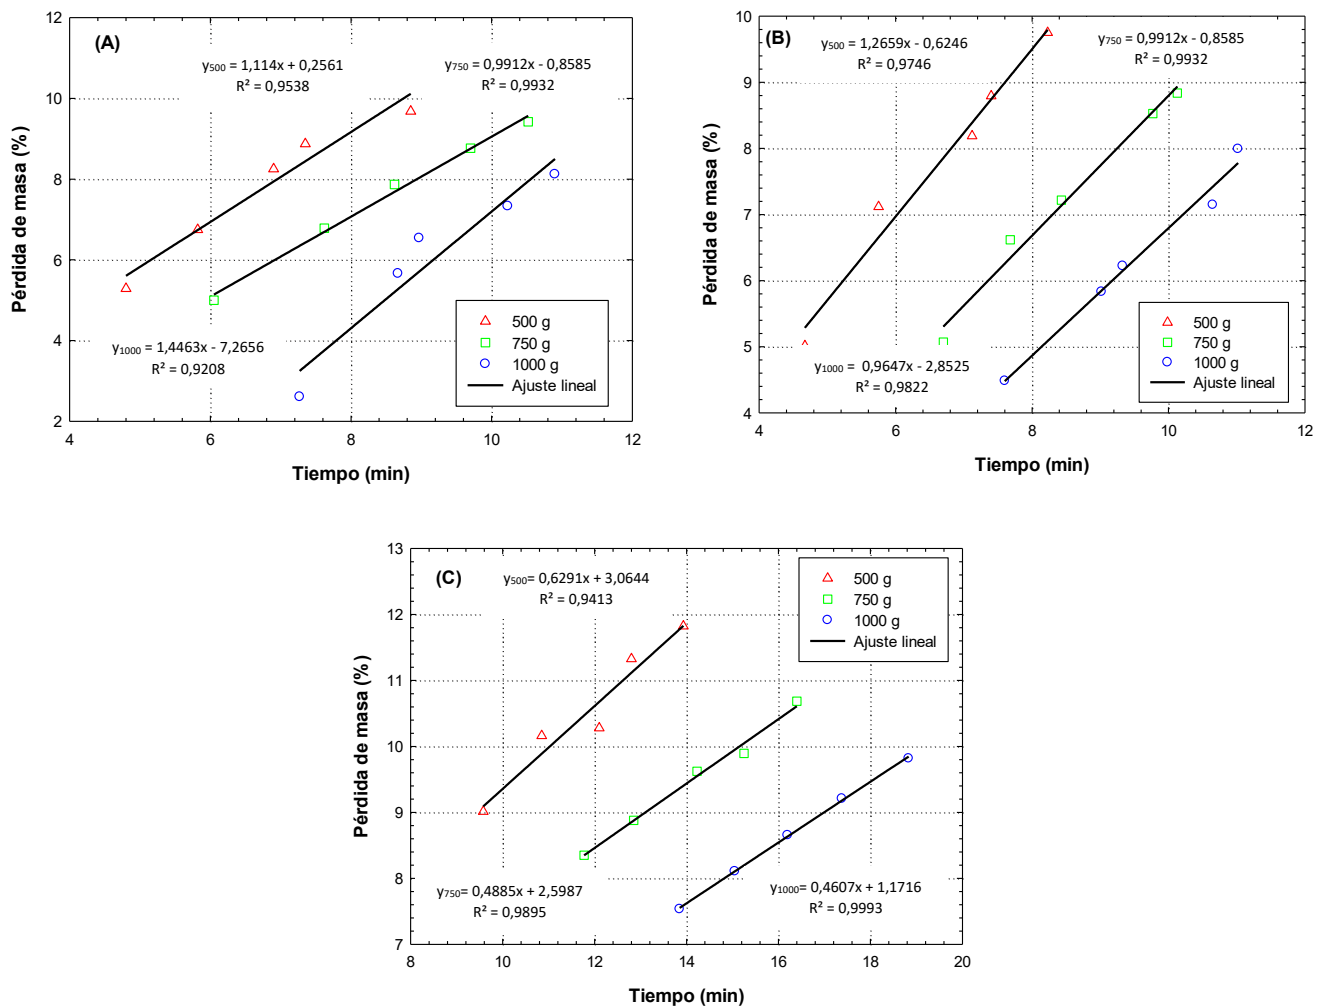 (A)
y500 = 1,114x + 0,2561
R² = 0,9538
y750 = 0,9912x - 0,8585
R² = 0,9932
y1000 = 1,4463x - 7,2656
R² = 0,9208
500 g
750 g
1000 g
Ajuste lineal
12
10
8
6
4
2
4 6 8 10 12
Pérdida de masa (%)
Tiempo (min)
(B)
y500 = 1,2659x - 0,6246
R² = 0,9746
y750 = 0,9912x - 0,8585
R² = 0,9932
y1000 = 0,9647x - 2,8525
R² = 0,9822
500 g
750 g
1000 g
Ajuste lineal
10
9
8
7
6
5
4
4 6 8 10 12
Pérdida de masa (%)
Tiempo (min)
(C)
y500= 0,6291x + 3,0644
R² = 0,9413
500 g
750 g
1000 g
Ajuste lineal
y750= 0,4885x + 2,5987
R² = 0,9895
y1000= 0,4607x + 1,1716
R² = 0,9993
13
12
11
10
9
8
7
8 10 12 14 16 18 20
Pérdida de masa (%)
Tiempo (min)